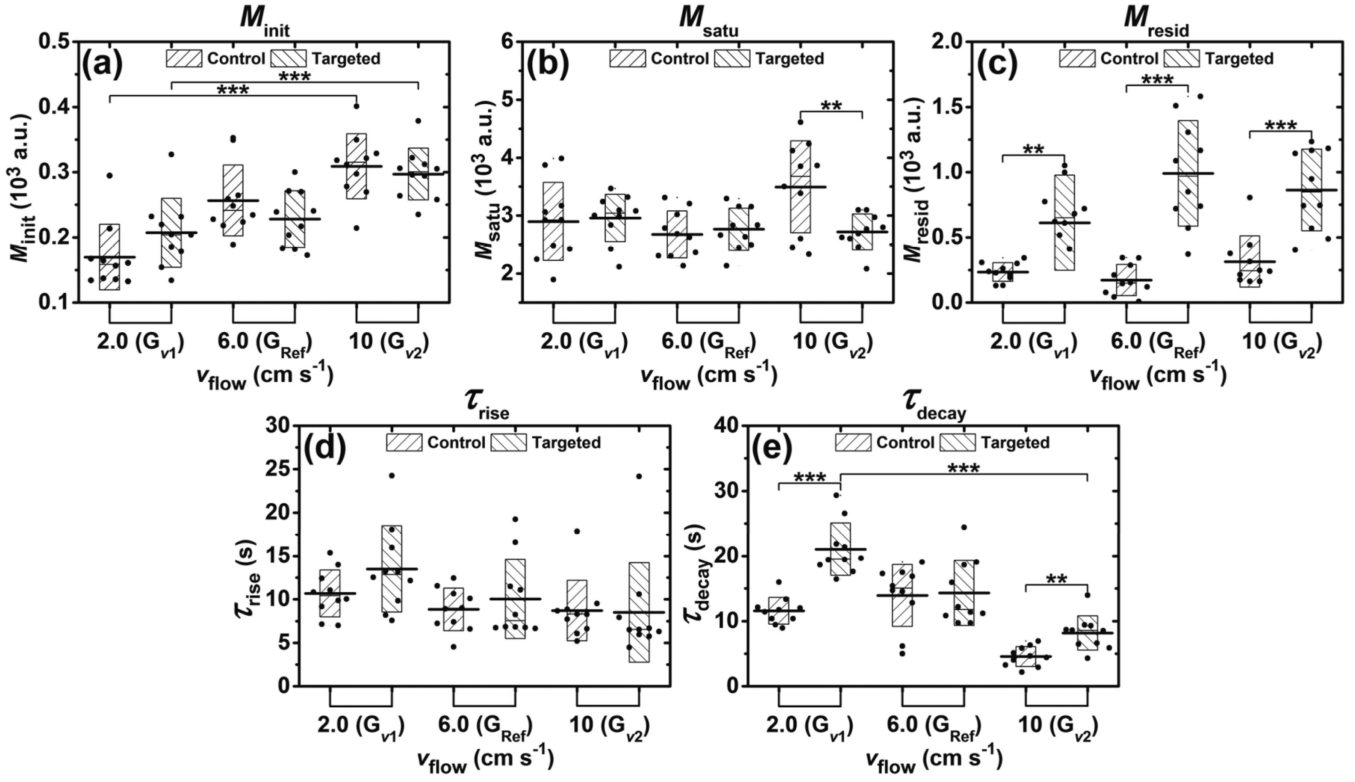 M_init
(a)
Control Targeted
***
***
0.5
0.4
0.3
0.2
0.1
M_init (10³ a.u.)
2.0 (G_v1) 6.0 (G_Ref) 10 (G_v2)
v_flow (cm s⁻¹)
M_satu
(b)
Control Targeted
**
6
5
4
3
2
M_satu (10³ a.u.)
2.0 (G_v1) 6.0 (G_Ref) 10 (G_v2)
v_flow (cm s⁻¹)
M_resid
(c)
Control Targeted
**
***
***
2.0
1.5
1.0
0.5
0.0
M_resid (10³ a.u.)
2.0 (G_v1) 6.0 (G_Ref) 10 (G_v2)
v_flow (cm s⁻¹)
τ_rise
(d)
Control Targeted
30
25
20
15
10
5
0
τ_rise (s)
2.0 (G_v1) 6.0 (G_Ref) 10 (G_v2)
v_flow (cm s⁻¹)
τ_decay
(e)
Control Targeted
***
***
**
40
30
20
10
0
τ_decay (s)
2.0 (G_v1) 6.0 (G_Ref) 10 (G_v2)
v_flow (cm s⁻¹)